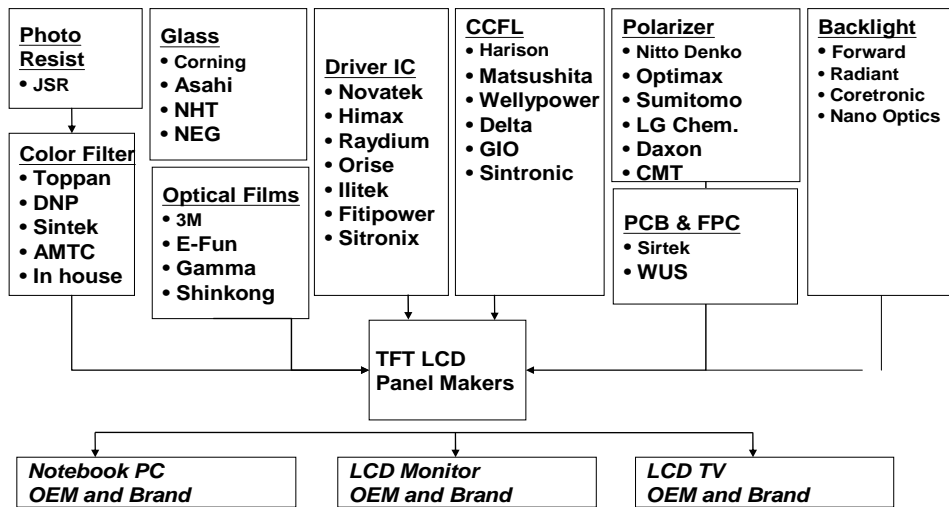 Photo
Resist
• JSR
Color Filter
• Toppan
• DNP
• Sintek
• AMTC
• In house
Glass
• Corning
• Asahi
• NHT
• NEG
Optical Films
• 3M
• E-Fun
• Gamma
• Shinkong
Driver IC
• Novatek
• Himax
• Raydium
• Orise
• Ilitek
• Fitipower
• Sitronix
CCFL
• Harison
• Matsushita
• Wellypower
• Delta
• GIO
• Sintronic
Polarizer
• Nitto Denko
• Optimax
• Sumitomo
• LG Chem.
• Daxon
• CMT
PCB & FPC
• Sirtek
• WUS
Backlight
• Forward
• Radiant
• Coretronic
• Nano Optics
TFT LCD
Panel Makers
Notebook PC
OEM and Brand
LCD Monitor
OEM and Brand
LCD TV
OEM and Brand